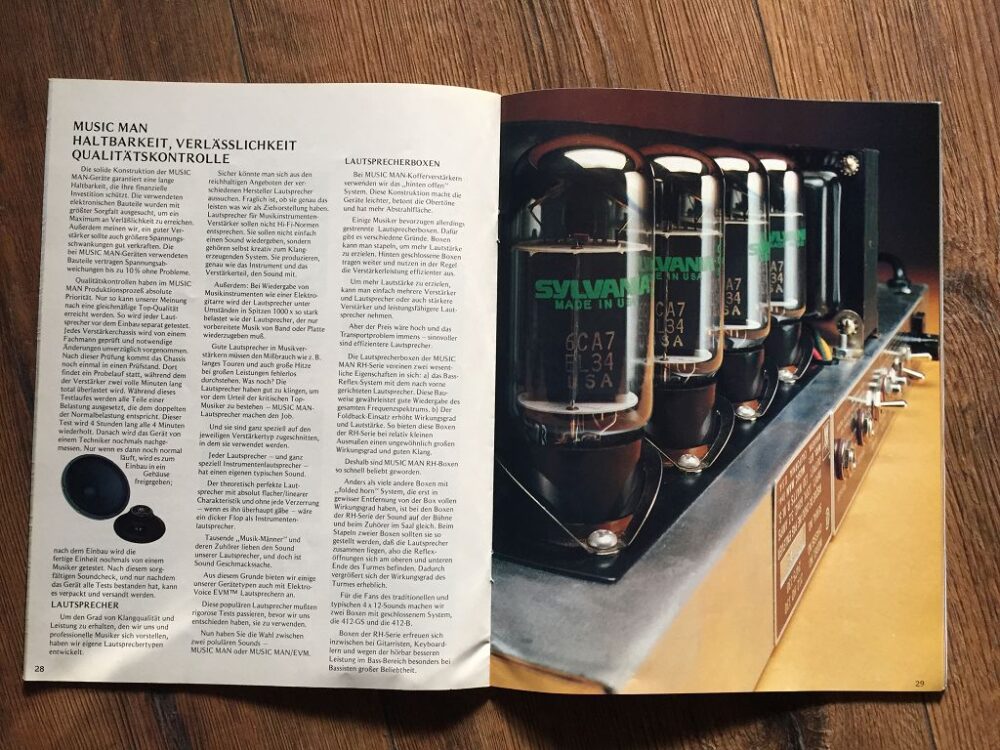 MUSIC MAN
HALTBARKEIT, VERLÄSSLICHKEIT
QUALITÄTSKONTROLLE
Die solide Konstruktion der MUSIC
MAN-Geräte garantiert eine lange
Haltbarkeit, die Ihre finanzielle
Investition schützt. Die verwendeten
elektronischen Bauteile wurden mit
größter Sorgfalt ausgesucht, um ein
Maximum an Verläßlichkeit zu erreichen.
Außerdem meinen wir, ein guter Ver-
stärker sollte auch größere Spannungs-
schwankungen gut verkraften. Die
bei MUSIC MAN-Geräten verwendeten
Bauteile vertragen Spannungsab-
weichungen bis zu 10% ohne Probleme.
Qualitätskontrollen haben im MUSIC
MAN Produktionsprozeß absolute
Priorität. Nur so kann unserer Meinung
nach eine gleichmäßige Top-Qualität
erreicht werden. So wird jeder Laut-
sprecher vor dem Einbau separat getestet.
Jedes Verstärkerchassis wird von einem
Fachmann geprüft und notwendige
Änderungen unverzüglich vorgenommen.
Nach dieser Prüfung kommt das Chassis
noch einmal in einen Prüfstand. Dort
findet ein Probelauf statt, während dem
der Verstärker zwei volle Minuten lang
total überlastet wird. Während dieses
Testlaufes werden alle Teile einer
Belastung ausgesetzt, die dem doppelten
der Normalbelastung entspricht. Dieser
Test wird 4 Stunden lang alle 4 Minuten
wiederholt. Danach wird das Gerät von
einem Techniker nochmals nachge-
messen. Nur wenn es dann noch normal
läuft, wird es zum
Einbau in ein
Gehäuse
freigegeben;
nach dem Einbau wird die
fertige Einheit nochmals von einem
Musiker getestet. Nach diesem sorg-
fältigen Soundcheck, und nur nachdem
das Gerät alle Tests bestanden hat, kann
es verpackt und versandt werden.
LAUTSPRECHER
Um den Grad von Klangqualität und
Leistung zu erhalten, den wir uns und
professionelle Musiker sich vorstellen,
haben wir eigene Lautsprechertypen
entwickelt.
28
Sicher könnte man sich aus den
reichhaltigen Angeboten der ver-
schiedenen Hersteller Lautsprecher
aussuchen. Fraglich ist, ob sie genau das
leisten was wir als Zielvorstellung haben.
Lautsprecher für Musikinstrumenten-
Verstärker sollen nicht Hi-Fi-Normen
entsprechen. Sie sollen nicht einfach
einen Sound wiedergeben, sondern
gehören selbst kreativ zum Klang-
erzeugenden System. Sie produzieren,
genau wie das Instrument und das
Verstärkerteil, den Sound mit.
Außerdem: Bei Wiedergabe von
Musikinstrumenten wie einer Elektro-
gitarre wird der Lautsprecher unter
Umständen in Spitzen 1000 x so stark
belastet wie der Lautsprecher, der nur
vorbereitete Musik von Band oder Platte
wiederzugeben muß.
Gute Lautsprecher in Musikver-
stärkern müssen den Mißbrauch wie z. B.
langes Touren und auch große Hitze
bei großen Leistungen fehlerlos
durchstehen. Was noch? Die
Lautsprecher haben gut zu klingen, um
vor dem Urteil der kritischen Top-
Musiker zu bestehen – MUSIC MAN-
Lautsprecher machen den Job.
Und sie sind ganz speziell auf den
jeweiligen Verstärkertyp zugeschnitten,
in dem sie verwendet werden.
Jeder Lautsprecher – und ganz
speziell Instrumentenlautsprecher –
hat einen eigenen typischen Sound.
Der theoretisch perfekte Laut-
sprecher mit absolut flacher/linearer
Charakteristik und ohne jede Verzerrung
– wenn es ihn überhaupt gäbe – wäre
ein dicker Flop als Instrumenten-
lautsprecher.
Tausende „Musik-Männer" und
deren Zuhörer lieben den Sound
unserer Lautsprecher, und doch ist
Sound Geschmackssache.
Aus diesem Grunde bieten wir einige
unserer Gerätetypen auch mit Elektro-
Voice EVM™ Lautsprechern an.
Diese populären Lautsprecher mußten
rigorose Tests passieren, bevor wir uns
entschieden haben, sie zu verwenden.
Nun haben Sie die Wahl zwischen
zwei polulären Sounds –
MUSIC MAN oder MUSIC MAN/EVM.
LAUTSPRECHERBOXEN
Bei MUSIC MAN-Kofferverstärkern
verwenden wir das „hinten offen"
System. Diese Konstruktion macht die
Geräte leichter, betont die Obertöne
und hat mehr Abstrahlfläche.
Einige Musiker bevorzugen allerdings
gestrennte Lautsprecherboxen. Dafür
gibt es verschiedene Gründe. Boxen
kann man stapeln, um mehr Lautstärke
zu erzielen. Hinten geschlossene Boxen
tragen weiter und nutzen in der Regel
die Verstärkerleistung effizienter aus.
Um mehr Lautstärke zu erzielen,
kann man einfach mehrere Verstärker
und Lautsprecher oder auch stärkere
Verstärker und leistungsfähigere Laut-
sprecher nehmen.
Aber der Preis wäre hoch und das
Transportproblem immens – sinnvoller
sind effizientere Lautsprecher.
Die Lautsprecherboxen der MUSIC
MAN RH-Serie vereinen zwei wesent-
liche Eigenschaften in sich: a) das Bass-
Reflex-System mit dem nach vorne
gerichteten Lautsprecher. Diese Bau-
weise gewährleistet gute Wiedergabe des
gesamten Frequenzspektrums. b) Der
Foldback-Einsatz erhöht Wirkungsgrad
und Lautstärke. So bieten diese Boxen
der RH-Serie bei relativ kleinen
Ausmaßen einen ungewöhnlich großen
Wirkungsgrad und guten Klang.
Deshalb sind MUSIC MAN RH-Boxen
so schnell beliebt geworden.
Anders als viele andere Boxen mit
„folded horn" System, die erst in
gewisser Entfernung von der Box vollen
Wirkungsgrad haben, ist bei den Boxen
der RH-Serie der Sound auf der Bühne
und beim Zuhörer im Saal gleich. Beim
Stapeln zweier Boxen sollten sie so
gestellt werden, daß die Lautsprecher
zusammen liegen, also die Reflex-
öffnungen sich am oberen und unteren
Ende des Turmes befinden. Dadurch
vergrößert sich der Wirkungsgrad des
Turmes erheblich.
Für die Fans des traditionellen und
typischen 4 x 12-Sounds machen wir
zwei Boxen mit geschlossenem System,
die 412-GS und die 412-B.
Boxen der RH-Serie erfreuen sich
inzwischen bei Gitarristen, Keyboard-
lern und wegen der hörbar besseren
Leistung im Bass-Bereich besonders bei
Bassisten großer Beliebtheit.
SYLVANIA
MADE IN U
6CA7
EL34
USA
29